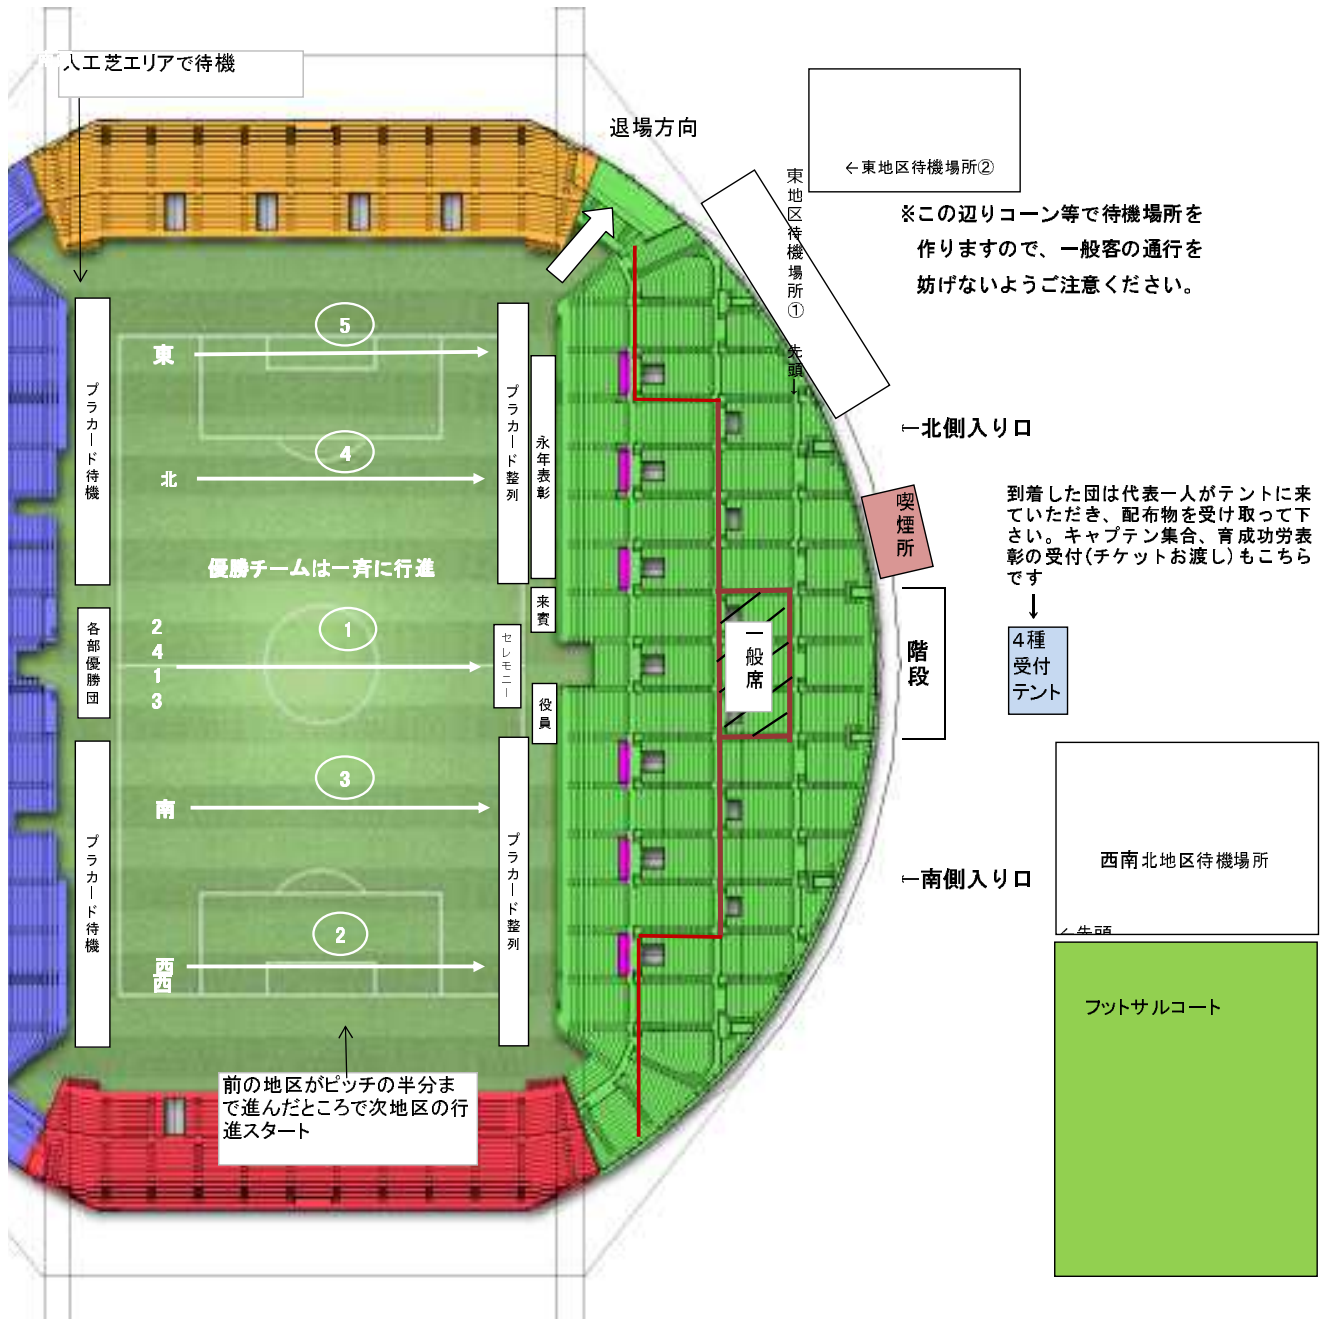 人工芝エリアで待機
退場方向
←東地区待機場所②
東地区待機場所① 先頭→
※この辺りコーン等で待機場所を
作りますので、一般客の通行を
妨げないようご注意ください。
←北側入り口
喫煙所
到着した団は代表一人がテントに来
ていただき、配布物を受け取って下
さい。キャプテン集合、育成功労表
彰の受付(チケットお渡し)もこちら
です
↓
4種
受付
テント
階段
一般席
←南側入り口
西南北地区待機場所
←先頭
フットサルコート
プラカード待機
各部優勝団
プラカード待機
東
5
北
4
優勝チームは一斉に行進
1
2
4
1
3
南
3
2
西
西
プラカード整列
永年表彰
来賓
セレモニー
役員
プラカード整列
前の地区がピッチの半分ま
で進んだところで次地区の行
進スタート